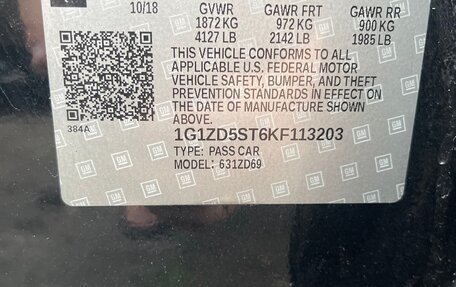 10/18 GVWR GAWR FRT GAWR RR
1872 KG 972 KG 900 KG
4127 LB 2142 LB 1985 LB
THIS VEHICLE CONFORMS TO ALL
APPLICABLE U.S. FEDERAL MOTOR
VEHICLE SAFETY, BUMPER, AND THEFT
PREVENTION STANDARDS IN EFFECT
ON THE DATE OF MANUFACTURE SHOWN
ABOVE.
384A
1G1ZD5ST6KF113203
TYPE: PASS CAR
MODEL: 631ZD69